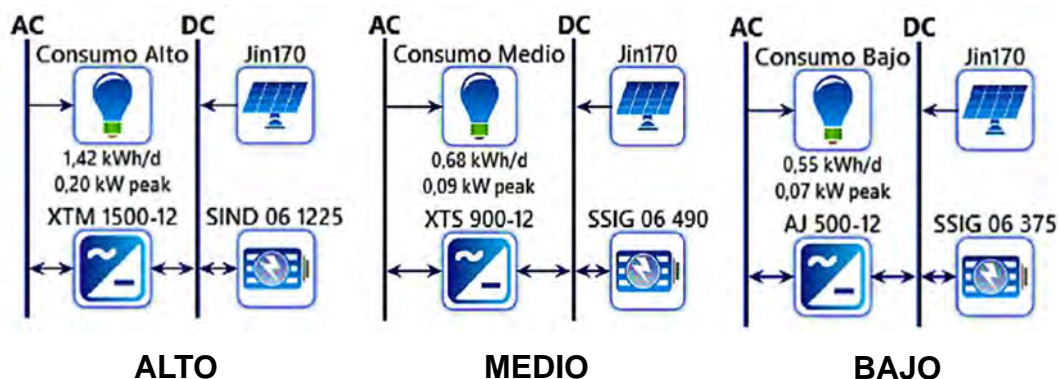 AC DC
Consumo Alto Jin170
1,42 kWh/d
0,20 kW peak
XTM 1500-12 SIND 06 1225
ALTO
AC DC
Consumo Medio Jin170
0,68 kWh/d
0,09 kW peak
XTS 900-12 SSIG 06 490
MEDIO
AC DC
Consumo Bajo Jin170
0,55 kWh/d
0,07 kW peak
AJ 500-12 SSIG 06 375
BAJO